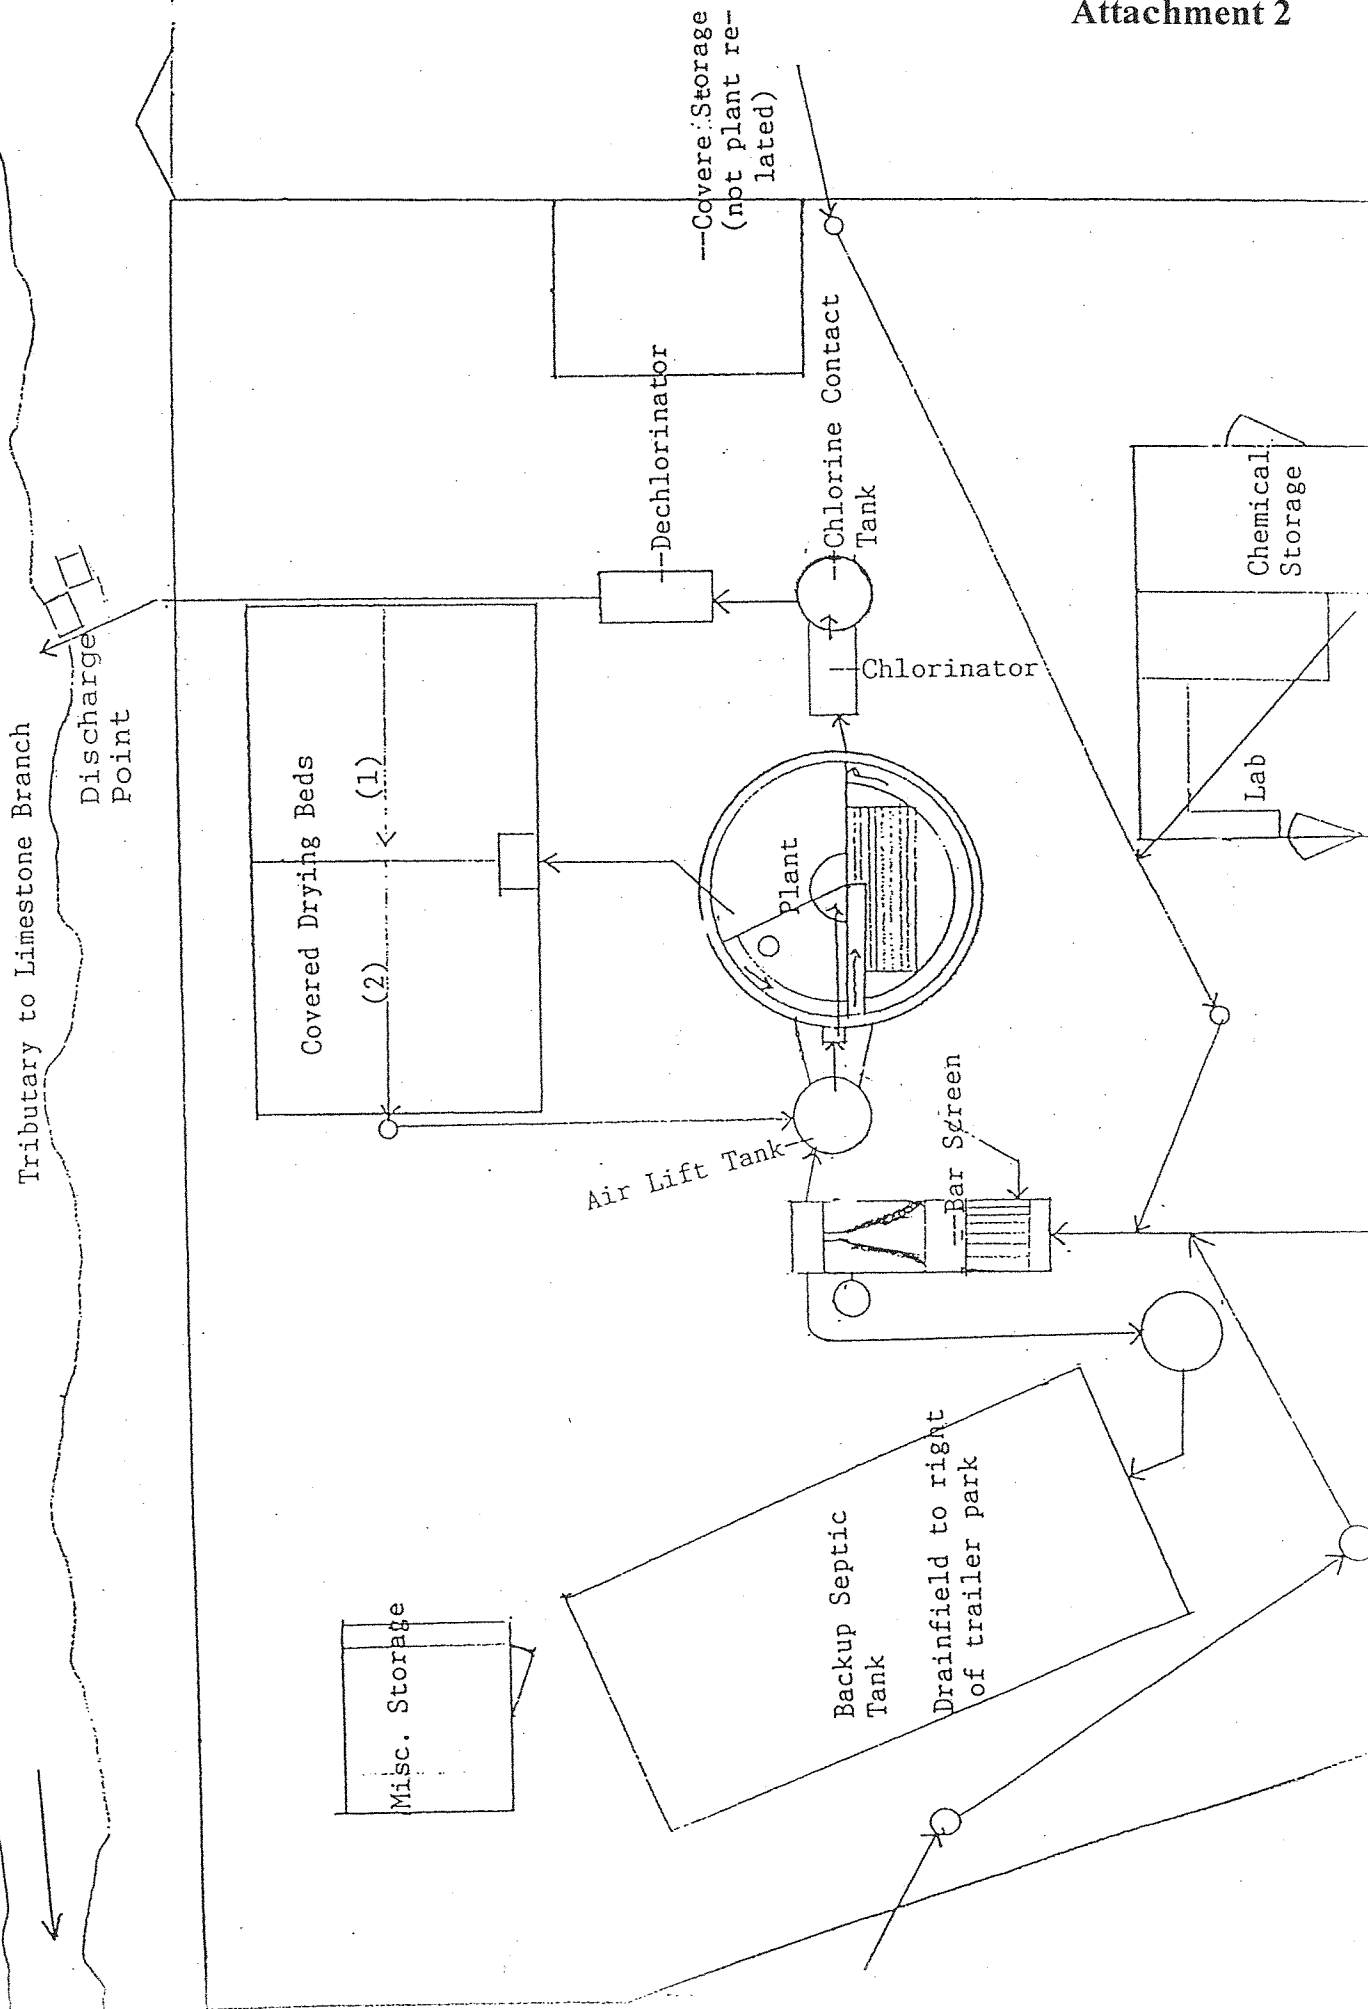 Attachment 2
Tributary to Limestone Branch
Discharge
Point
Covered Drying Beds
(2)
(1)
--Covere Storage
(not plant re-
lated)
--Dechlorinator
--Chlorine Contact
Tank
--Chlorinator
Plant
Air Lift Tank--
--Bar Screen
Chemical
Storage
Lab
Misc. Storage
Backup Septic
Tank
Drainfield to right
of trailer park